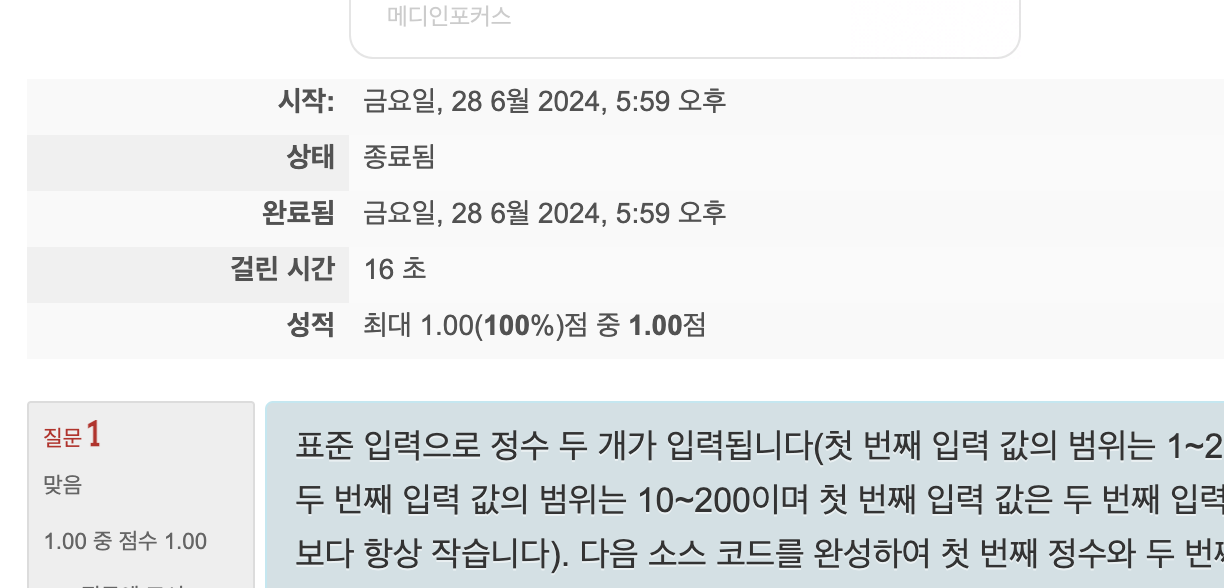 메디인포커스
시작: 금요일, 28 6월 2024, 5:59 오후
상태 종료됨
완료됨 금요일, 28 6월 2024, 5:59 오후
걸린 시간 16 초
성적 최대 1.00(100%)점 중 1.00점
질문 1
맞음
1.00 중 점수 1.00
표준 입력으로 정수 두 개가 입력됩니다(첫 번째 입력 값의 범위는 1~2
두 번째 입력 값의 범위는 10~200이며 첫 번째 입력 값은 두 번째 입력
보다 항상 작습니다). 다음 소스 코드를 완성하여 첫 번째 정수와 두 번째